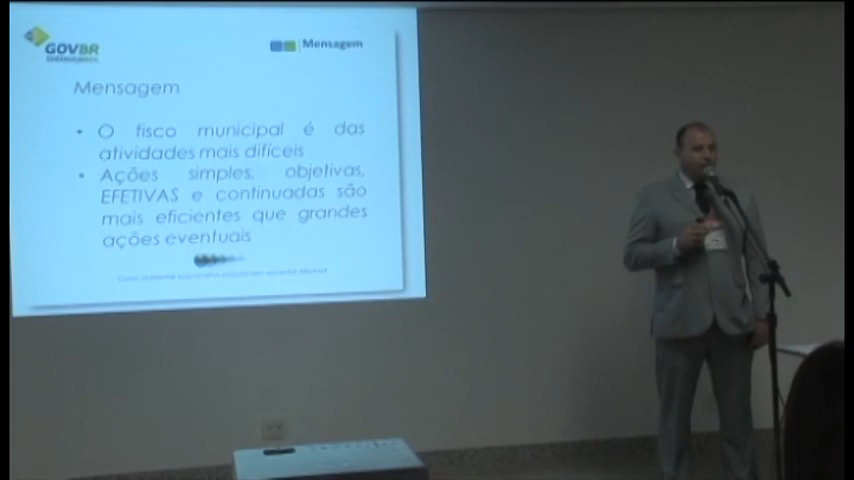 GOVBR
Mensagem
Mensagem
• O fisco municipal é das
atividades mais difíceis
• Ações simples, objetivas,
EFETIVAS e continuadas são
mais eficientes que grandes
ações eventuais